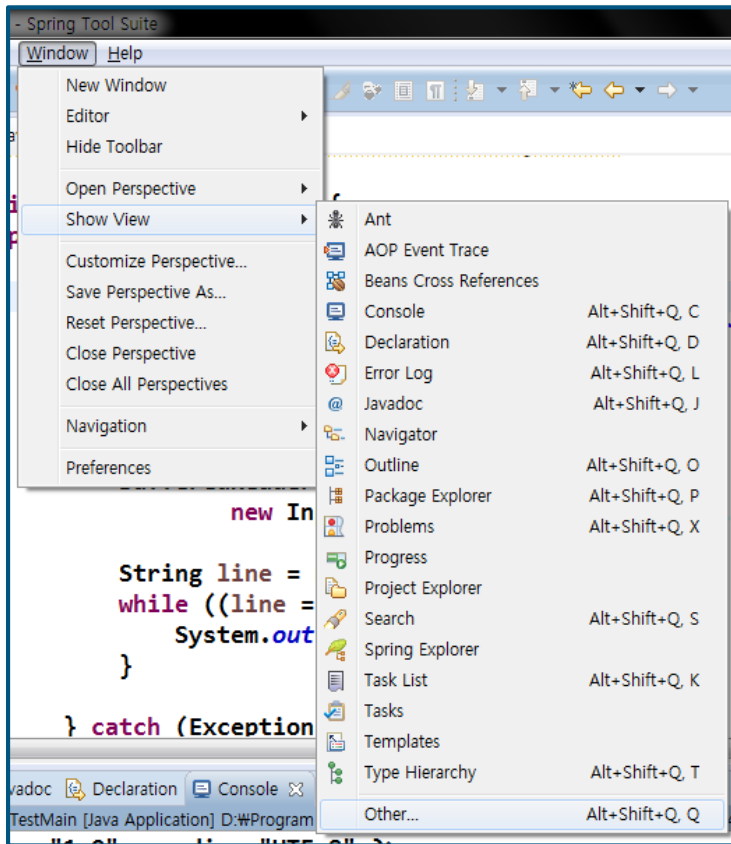 - Spring Tool Suite
Window Help
New Window
Editor
Hide Toolbar
Open Perspective
Show View
Customize Perspective...
Save Perspective As...
Reset Perspective...
Close Perspective
Close All Perspectives
Navigation
Preferences
Ant
AOP Event Trace
Beans Cross References
Console Alt+Shift+Q, C
Declaration Alt+Shift+Q, D
Error Log Alt+Shift+Q, L
@ Javadoc Alt+Shift+Q, J
Navigator
Outline Alt+Shift+Q, O
Package Explorer Alt+Shift+Q, P
Problems Alt+Shift+Q, X
Progress
Project Explorer
Search Alt+Shift+Q, S
Spring Explorer
Task List Alt+Shift+Q, K
Tasks
Templates
Type Hierarchy Alt+Shift+Q, T
Other... Alt+Shift+Q, Q
{
new In
String line =
while ((line =
System.out
}
} catch (Exception
vadoc Declaration Console
TestMain [Java Application] D:₩Program